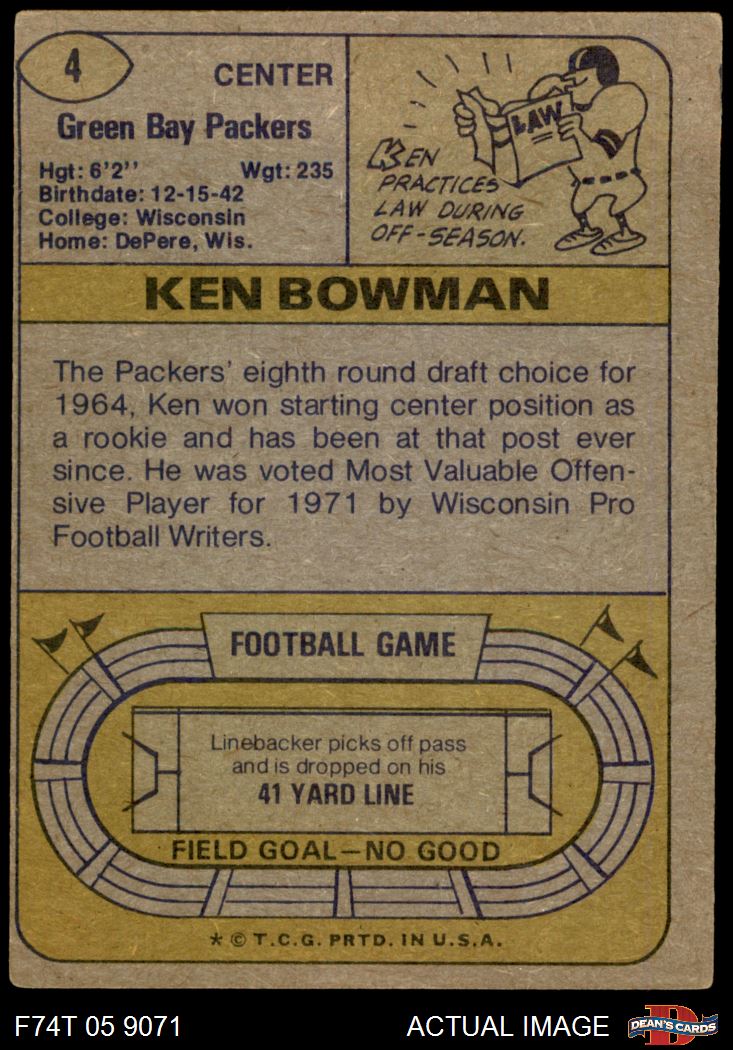 4
CENTER
Green Bay Packers
Hgt: 6'2'' Wgt: 235
Birthdate: 12-15-42
College: Wisconsin
Home: DePere, Wis.
LAW
KEN
PRACTICES
LAW DURING
OFF-SEASON.
KEN BOWMAN
The Packers' eighth round draft choice for
1964, Ken won starting center position as
a rookie and has been at that post ever
since. He was voted Most Valuable Offen-
sive Player for 1971 by Wisconsin Pro
Football Writers.
FOOTBALL GAME
Linebacker picks off pass
and is dropped on his
41 YARD LINE
FIELD GOAL—NO GOOD
* © T.C.G. PRTD. IN U.S.A.
F74T 05 9071
ACTUAL IMAGE
D
DEAN'S CARDS